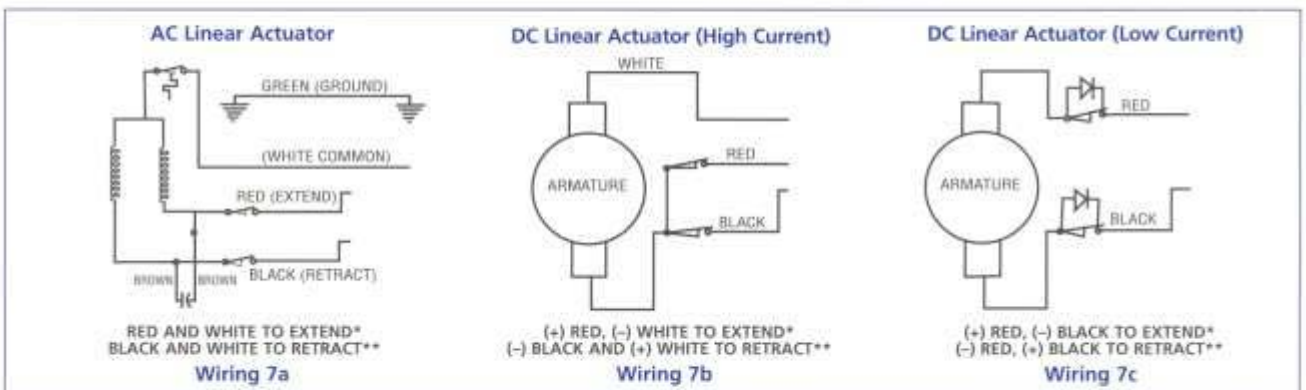 AC Linear Actuator
GREEN (GROUND)
(WHITE COMMON)
RED (EXTEND)
BLACK (RETRACT)
BROWN BROWN
RED AND WHITE TO EXTEND*
BLACK AND WHITE TO RETRACT**
Wiring 7a
DC Linear Actuator (High Current)
WHITE
RED
ARMATURE
BLACK
(+) RED, (–) WHITE TO EXTEND*
(–) BLACK AND (+) WHITE TO RETRACT**
Wiring 7b
DC Linear Actuator (Low Current)
RED
ARMATURE
BLACK
(+) RED, (–) BLACK TO EXTEND*
(–) RED, (+) BLACK TO RETRACT**
Wiring 7c